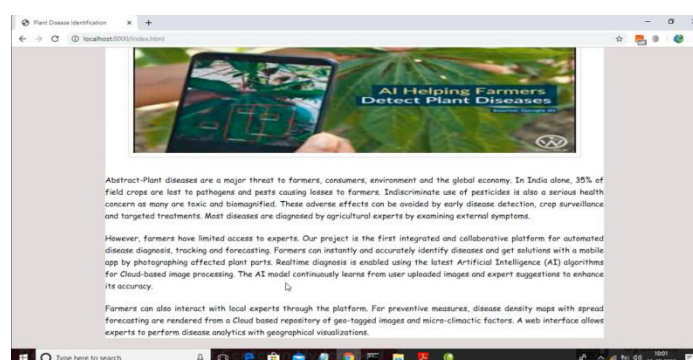 Plant Disease Identification
localhost:8000/index.html
AI Helping Farmers
Detect Plant Diseases
Source: Google AI
Abstract-Plant diseases are a major threat to farmers, consumers, environment and the global economy. In India alone, 35% of
field crops are lost to pathogens and pests causing losses to farmers. Indiscriminate use of pesticides is also a serious health
concern as many are toxic and biomagnified. These adverse effects can be avoided by early disease detection, crop surveillance
and targeted treatments. Most diseases are diagnosed by agricultural experts by examining external symptoms.
However, farmers have limited access to experts. Our project is the first integrated and collaborative platform for automated
disease diagnosis, tracking and forecasting. Farmers can instantly and accurately identify diseases and get solutions with a mobile
app by photographing affected plant parts. Realtime diagnosis is enabled using the latest Artificial Intelligence (AI) algorithms
for Cloud-based image processing. The AI model continuously learns from user uploaded images and expert suggestions to enhance
its accuracy.
Farmers can also interact with local experts through the platform. For preventive measures, disease density maps with spread
forecasting are rendered from a Cloud based repository of geo-tagged images and micro-climactic factors. A web interface allows
experts to perform disease analytics with geographical visualizations.
Type here to search
10:01